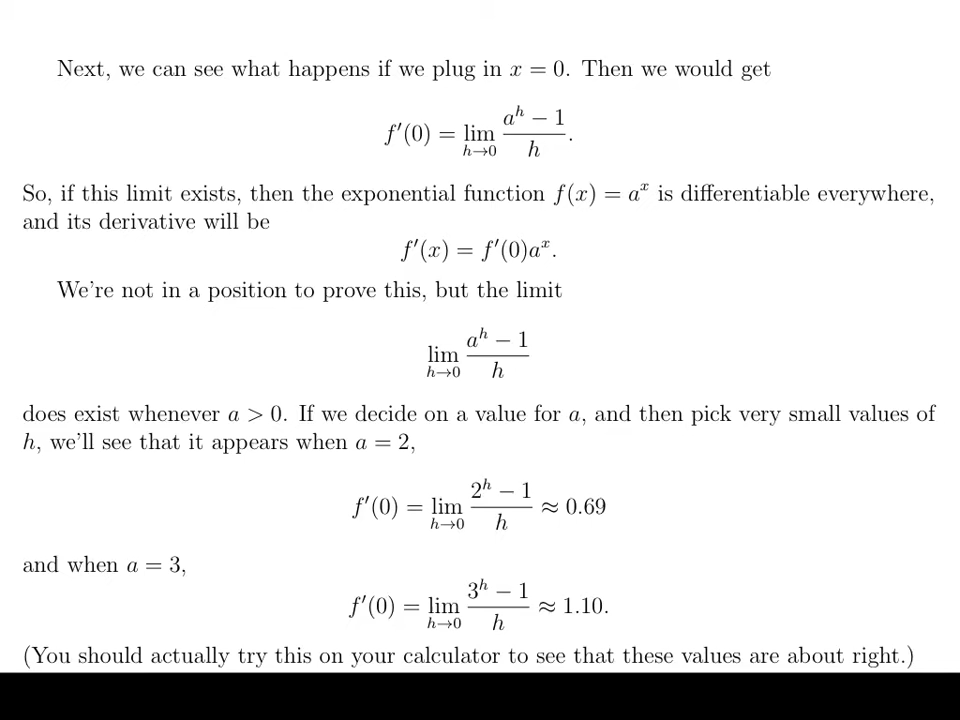 Next, we can see what happens if we plug in x = 0. Then we would get
f′(0) = lim_{h→0} (a^h − 1)/h.
So, if this limit exists, then the exponential function f(x) = a^x is differentiable everywhere,
and its derivative will be
f′(x) = f′(0)a^x.
We're not in a position to prove this, but the limit
lim_{h→0} (a^h − 1)/h
does exist whenever a > 0. If we decide on a value for a, and then pick very small values of
h, we'll see that it appears when a = 2,
f′(0) = lim_{h→0} (2^h − 1)/h ≈ 0.69
and when a = 3,
f′(0) = lim_{h→0} (3^h − 1)/h ≈ 1.10.
(You should actually try this on your calculator to see that these values are about right.)